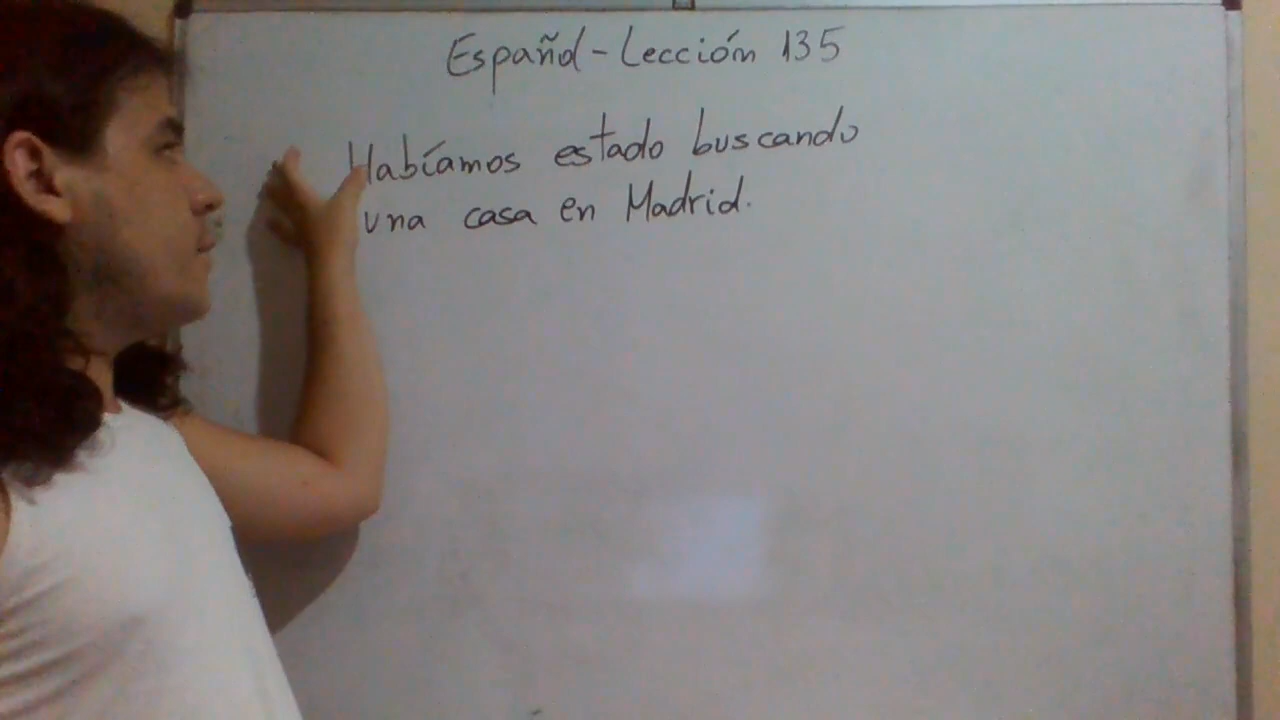 Español - Lección 135
Habíamos estado buscando
una casa en Madrid.